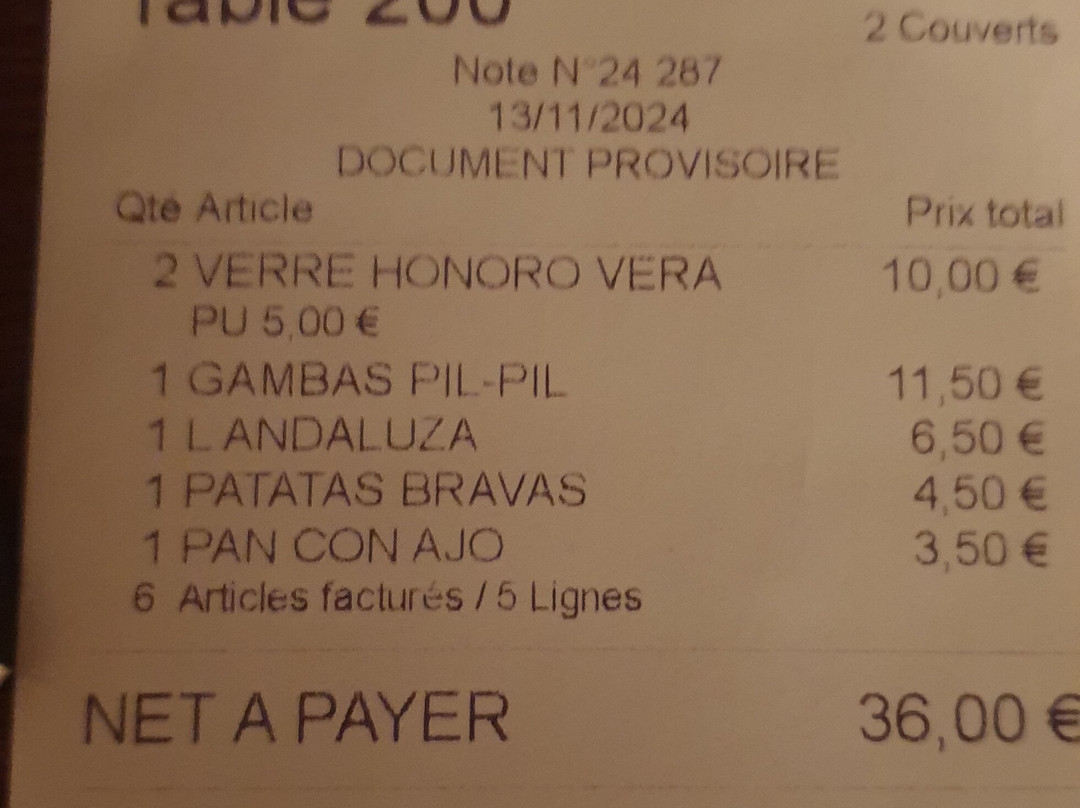 Table 200
2 Couverts
Note N°24 287
13/11/2024
DOCUMENT PROVISOIRE
Qté Article Prix total
2 VERRE HONORO VERA 10,00 €
PU 5,00 €
1 GAMBAS PIL-PIL 11,50 €
1 L ANDALUZA 6,50 €
1 PATATAS BRAVAS 4,50 €
1 PAN CON AJO 3,50 €
6 Articles facturés / 5 Lignes
NET A PAYER 36,00 €